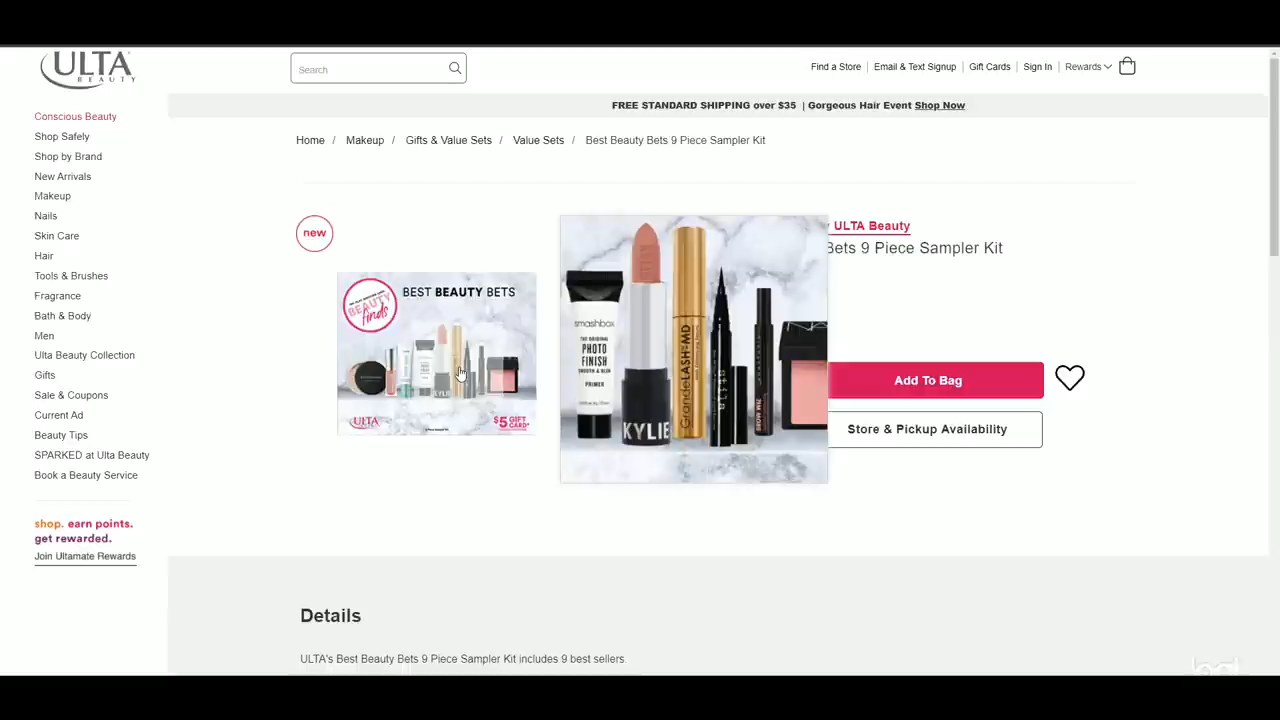 ULTA
BEAUTY
Search
Find a Store
Email & Text Signup
Gift Cards
Sign In
Rewards
FREE STANDARD SHIPPING over $35 | Gorgeous Hair Event Shop Now
Conscious Beauty
Shop Safely
Shop by Brand
New Arrivals
Makeup
Nails
Skin Care
Hair
Tools & Brushes
Fragrance
Bath & Body
Men
Ulta Beauty Collection
Gifts
Sale & Coupons
Current Ad
Beauty Tips
SPARKED at Ulta Beauty
Book a Beauty Service
shop. earn points.
get rewarded.
Join Ultamate Rewards
Home / Makeup / Gifts & Value Sets / Value Sets / Best Beauty Bets 9 Piece Sampler Kit
new
BEAUTY
finds
BEST BEAUTY BETS
KYLIE
ULTA
$5 GIFT
CARD*
smashbox
THE ORIGINAL
PHOTO
FINISH
SMOOTH & BLUR
PRIMER
KYLIE
GrandeLASH-MD
stila
ULTA Beauty
Bets 9 Piece Sampler Kit
Add To Bag
Store & Pickup Availability
Details
ULTA's Best Beauty Bets 9 Piece Sampler Kit includes 9 best sellers